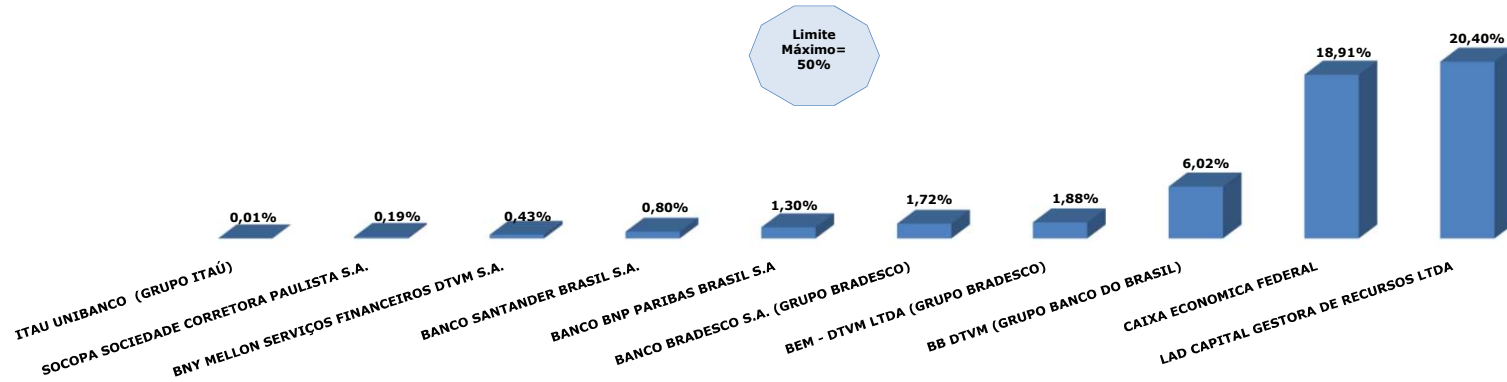 Limite
Máximo=
50%
0,01%
0,19%
0,43%
0,80%
1,30%
1,72%
1,88%
6,02%
18,91%
20,40%
ITAU UNIBANCO (GRUPO ITAÚ)
SOCOPA SOCIEDADE CORRETORA PAULISTA S.A.
BNY MELLON SERVIÇOS FINANCEIROS DTVM S.A.
BANCO SANTANDER BRASIL S.A.
BANCO BNP PARIBAS BRASIL S.A
BANCO BRADESCO S.A. (GRUPO BRADESCO)
BEM - DTVM LTDA (GRUPO BRADESCO)
BB DTVM (GRUPO BANCO DO BRASIL)
CAIXA ECONOMICA FEDERAL
LAD CAPITAL GESTORA DE RECURSOS LTDA